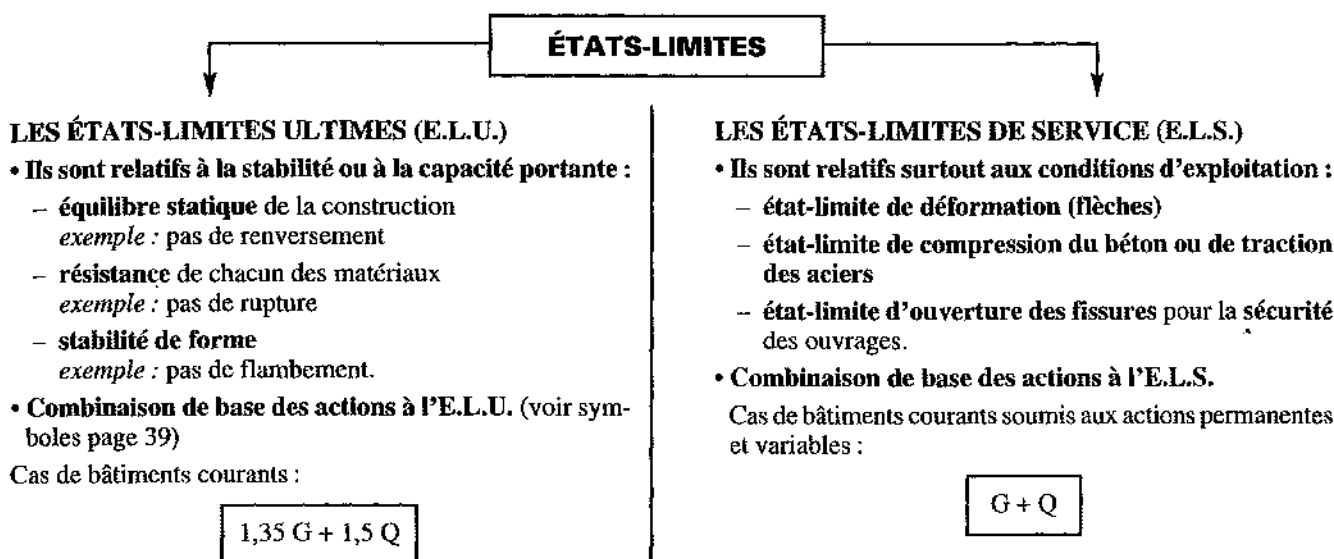 ÉTATS-LIMITES
LES ÉTATS-LIMITES ULTIMES (E.L.U.)
• Ils sont relatifs à la stabilité ou à la capacité portante :
– équilibre statique de la construction
exemple : pas de renversement
– résistance de chacun des matériaux
exemple : pas de rupture
– stabilité de forme
exemple : pas de flambement.
• Combinaison de base des actions à l'E.L.U. (voir sym-
boles page 39)
Cas de bâtiments courants :
1,35 G + 1,5 Q
LES ÉTATS-LIMITES DE SERVICE (E.L.S.)
• Ils sont relatifs surtout aux conditions d'exploitation :
– état-limite de déformation (flèches)
– état-limite de compression du béton ou de traction
des aciers
– état-limite d'ouverture des fissures pour la sécurité
des ouvrages.
• Combinaison de base des actions à l'E.L.S.
Cas de bâtiments courants soumis aux actions permanentes
et variables :
G + Q